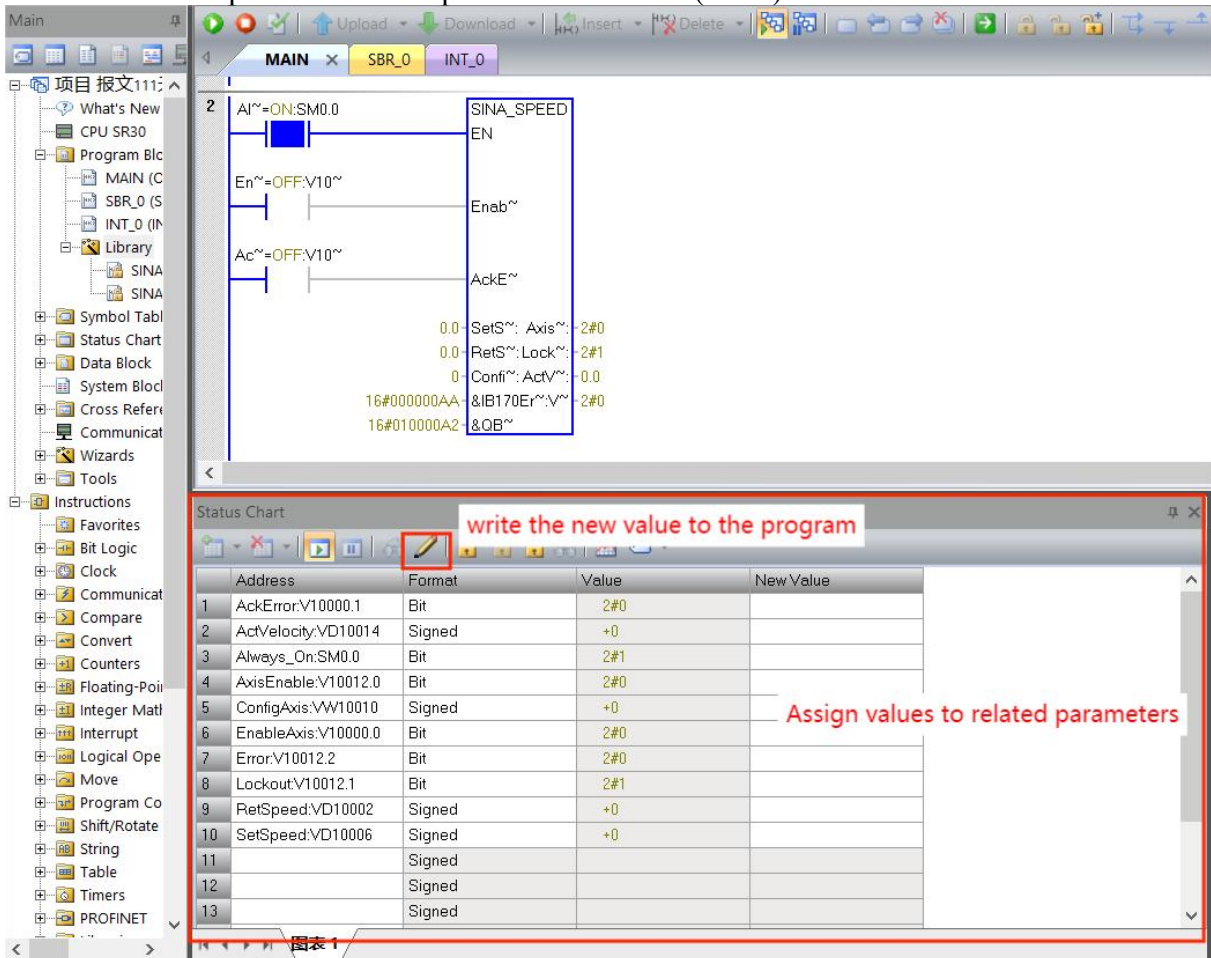 Main
Upload Download Insert Delete
MAIN × SBR_0 INT_0
项目 报文111
What's New
CPU SR30
Program Blc
MAIN (O
SBR_0 (S
INT_0 (IN
Library
SINA
SINA
Symbol Tabl
Status Chart
Data Block
System Bloc
Cross Refere
Communicat
Wizards
Tools
Instructions
Favorites
Bit Logic
Clock
Communicat
Compare
Convert
Counters
Floating-Poi
Integer Matl
Interrupt
Logical Ope
Move
Program Co
Shift/Rotate
String
Table
Timers
PROFINET
2
Al~=ON:SM0.0
SINA_SPEED
EN
En~=OFF:V10~
Enab~
Ac~=OFF:V10~
AckE~
0.0 SetS~: Axis~: 2#0
0.0 RetS~: Lock~: 2#1
0 Confi~: ActV~: 0.0
16#000000AA &IB170Er~:V~ 2#0
16#010000A2 &QB~
Status Chart
write the new value to the program
Address Format Value New Value
1 AckError:V10000.1 Bit 2#0
2 ActVelocity:VD10014 Signed +0
3 Always_On:SM0.0 Bit 2#1
4 AxisEnable:V10012.0 Bit 2#0
5 ConfigAxis:VW10010 Signed +0
6 EnableAxis:V10000.0 Bit 2#0
7 Error:V10012.2 Bit 2#0
8 Lockout:V10012.1 Bit 2#1
9 RetSpeed:VD10002 Signed +0
10 SetSpeed:VD10006 Signed +0
11 Signed
12 Signed
13 Signed
Assign values to related parameters
图表 1